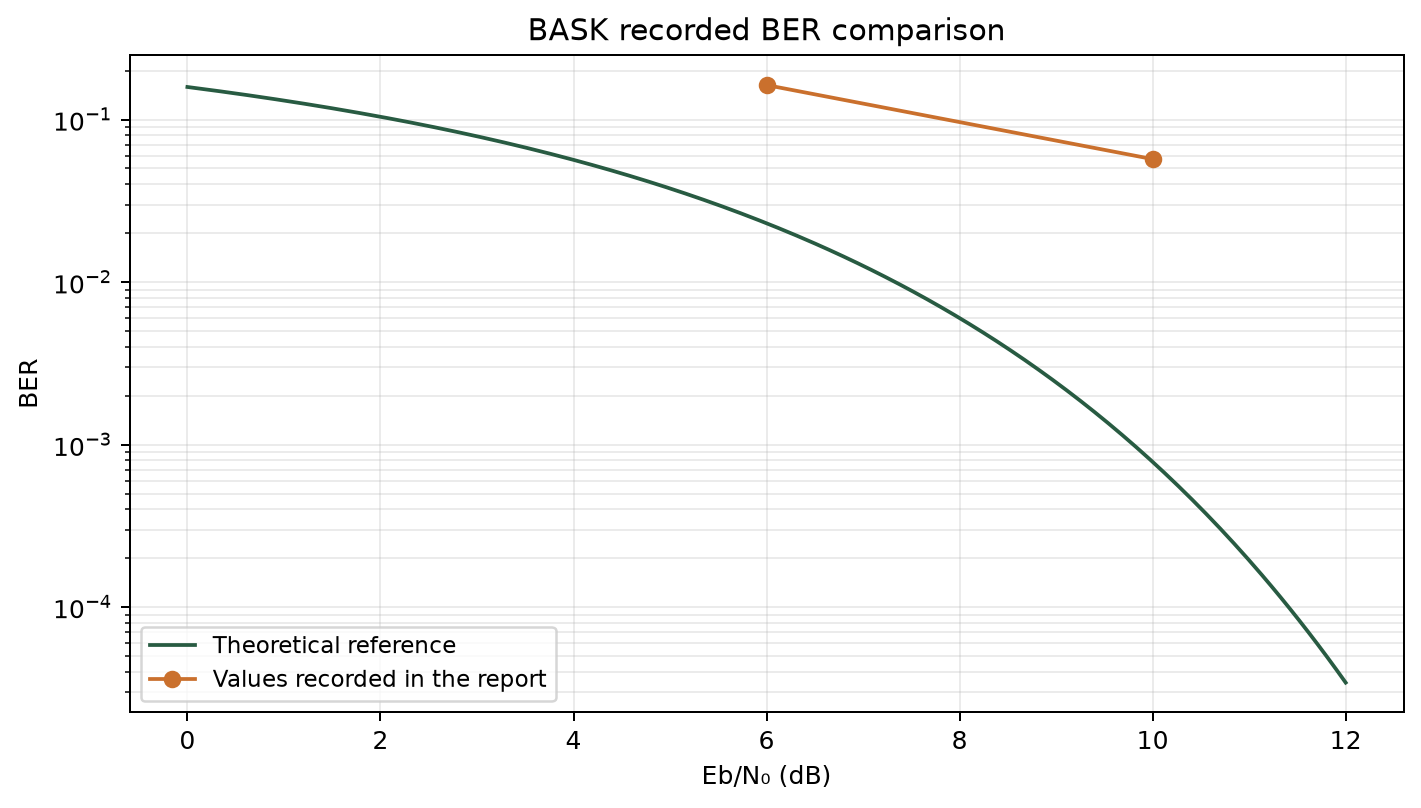 BASK recorded BER comparison
10⁻¹
10⁻²
10⁻³
10⁻⁴
BER
Theoretical reference
Values recorded in the report
0 2 4 6 8 10 12
Eb/N₀ (dB)